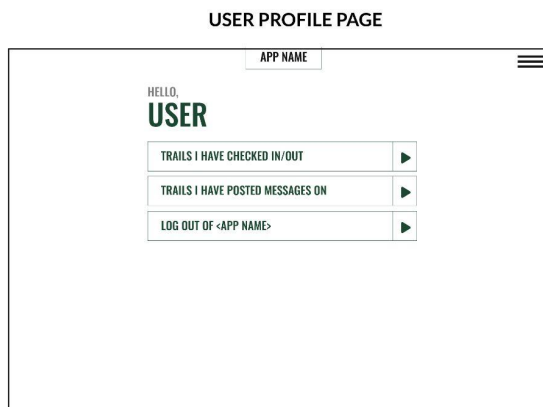 USER PROFILE PAGE
APP NAME
HELLO,
USER
TRAILS I HAVE CHECKED IN/OUT
TRAILS I HAVE POSTED MESSAGES ON
LOG OUT OF <APP NAME>